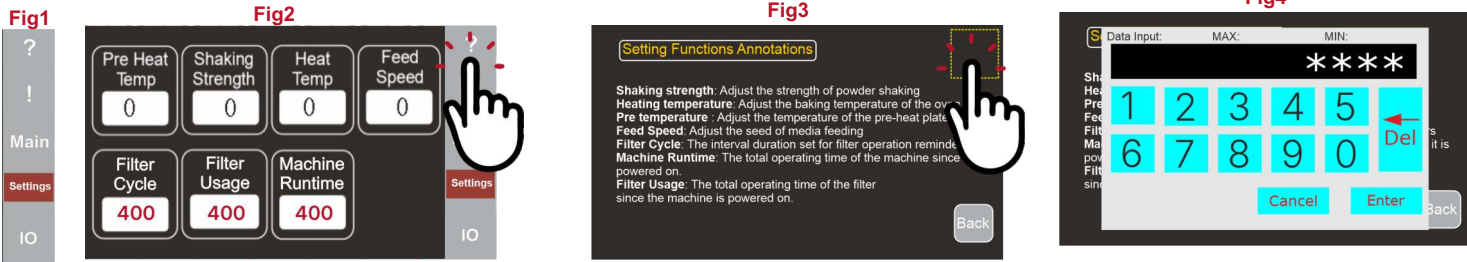 Fig1
?
!
Main
Settings
IO
Fig2
Pre Heat Temp
0
Shaking Strength
0
Heat Temp
0
Feed Speed
0
Filter Cycle
400
Filter Usage
400
Machine Runtime
400
?
Settings
IO
Fig3
Setting Functions Annotations
Shaking strength: Adjust the strength of powder shaking
Heating temperature: Adjust the baking temperature of the
Pre temperature : Adjust the temperature of the pre-heat plate
Feed Speed: Adjust the seed of media feeding
Filter Cycle: The interval duration set for filter operation
Machine Runtime: The total operating time of the machine since
powered on.
Filter Usage: The total operating time of the filter
since the machine is powered on.
Back
Fig4
Data Input: MAX: MIN:
****
1 2 3 4 5
Del
6 7 8 9 0
it is
Cancel Enter
Back